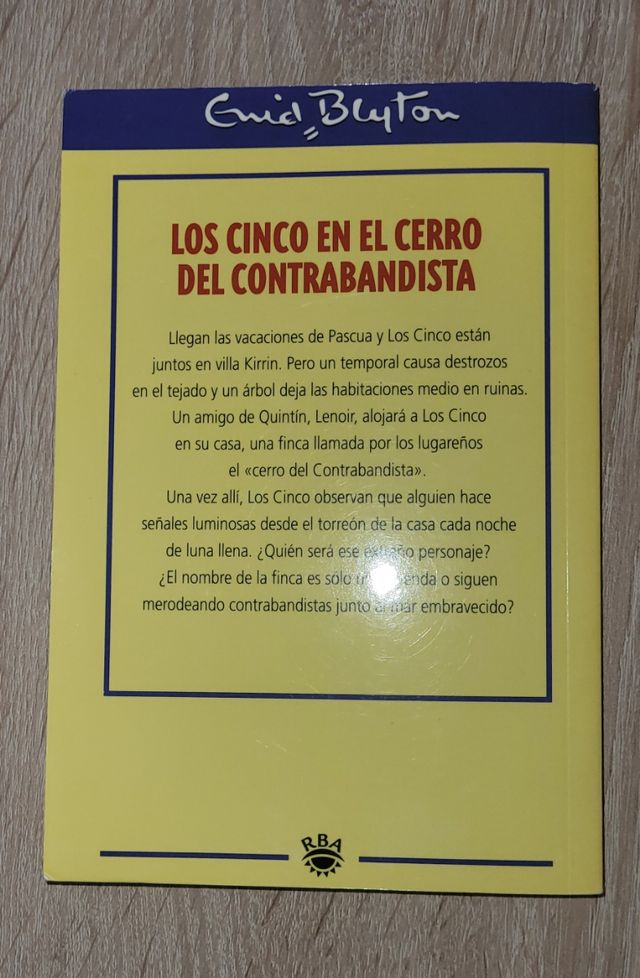 Enid Blyton
LOS CINCO EN EL CERRO
DEL CONTRABANDISTA
Llegan las vacaciones de Pascua y Los Cinco están
juntos en villa Kirrin. Pero un temporal causa destrozos
en el tejado y un árbol deja las habitaciones medio en ruinas.
Un amigo de Quintín, Lenoir, alojará a Los Cinco
en su casa, una finca llamada por los lugareños
el «cerro del Contrabandista».
Una vez allí, Los Cinco observan que alguien hace
señales luminosas desde el torreón de la casa cada noche
de luna llena. ¿Quién será ese extraño personaje?
¿El nombre de la finca es sólo o siguen
merodeando contrabandistas junto al mar embravecido?
RBA